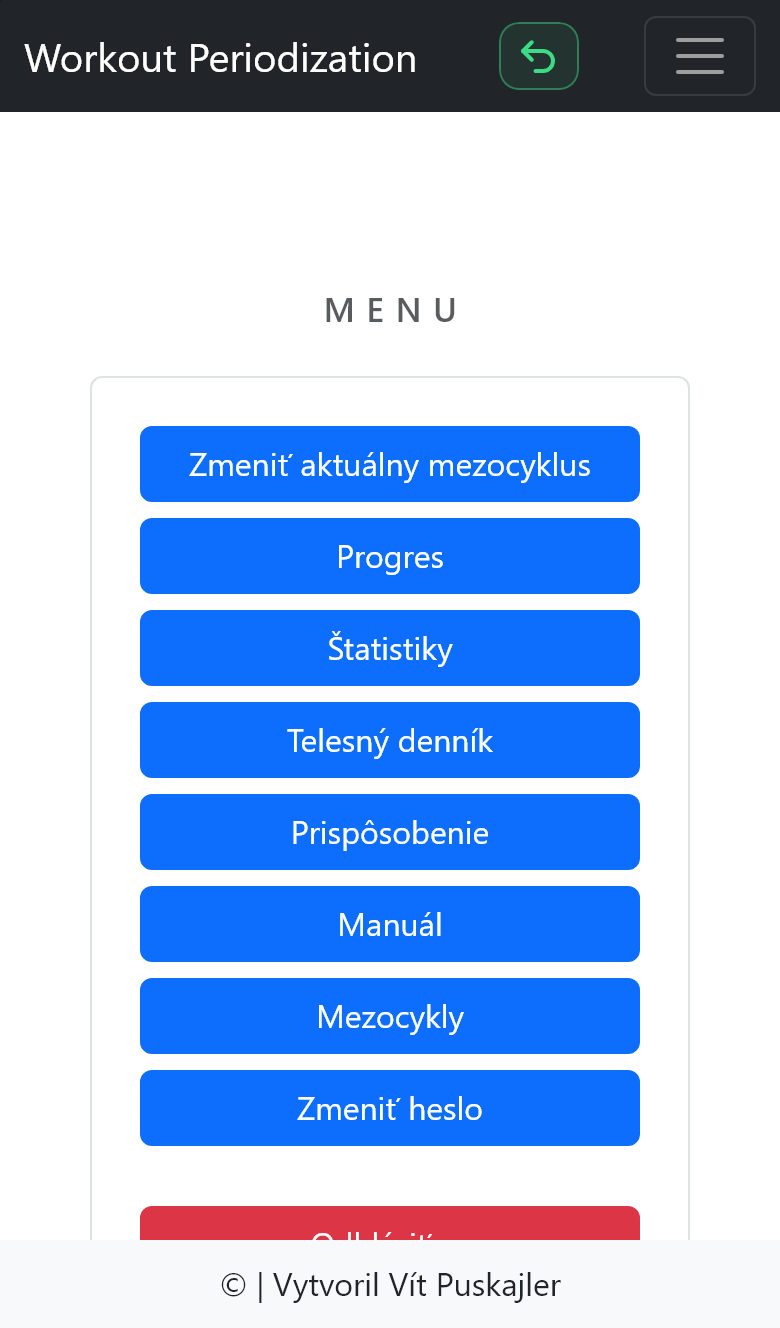 Workout Periodization
MENU
Zmeniť aktuálny mezocyklus
Progres
Štatistiky
Telesný denník
Prispôsobenie
Manuál
Mezocykly
Zmeniť heslo
© | Vytvoril Vít Puskajler